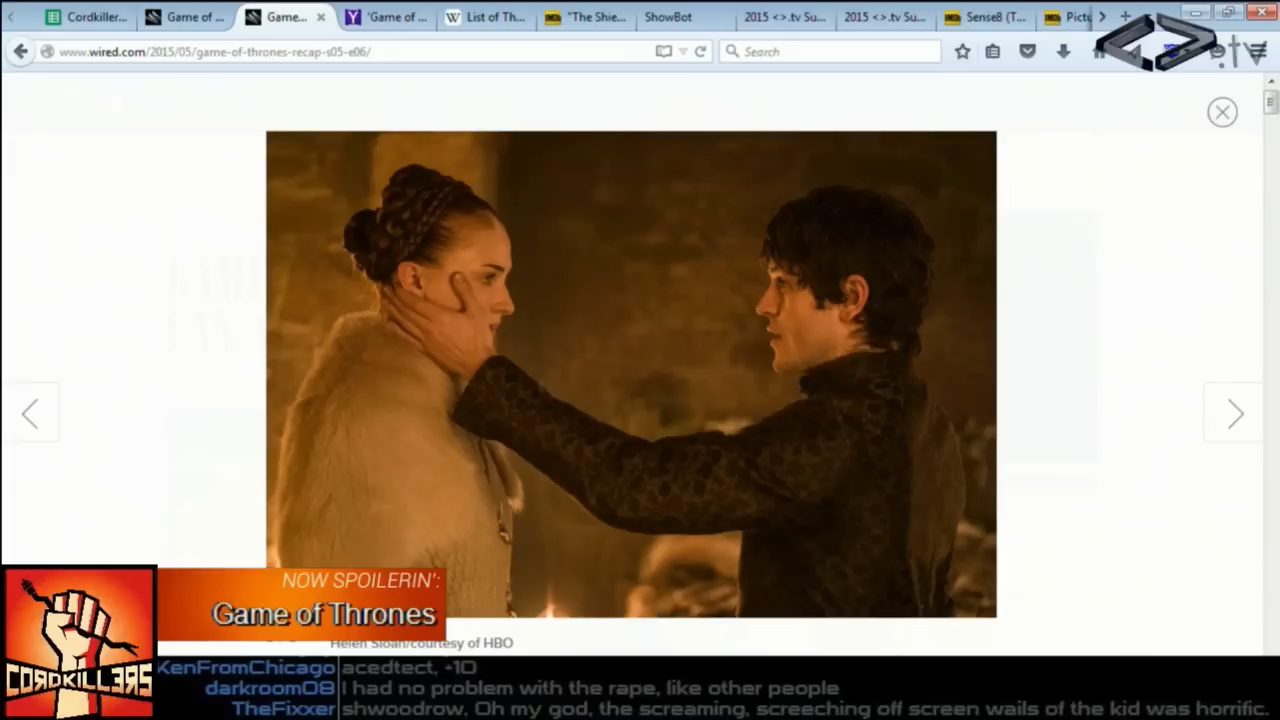 Cordkiller...
Game of ...
Game...
'Game of ...
List of Th...
"The Shie...
ShowBot
2015 <>.tv Su...
2015 <>.tv Su...
Sense8 (T...
Pictu
www.wired.com/2015/05/game-of-thrones-recap-s05-e06/
Search
.tv
NOW SPOILERIN':
Game of Thrones
Helen Sloan/courtesy of HBO
CORDKILL3RS
KenFromChicago acedtect, +10
darkroom08 I had no problem with the rape, like other people
TheFixxer shwoodrow, Oh my god, the screaming, screeching off screen wails of the kid was horrific.